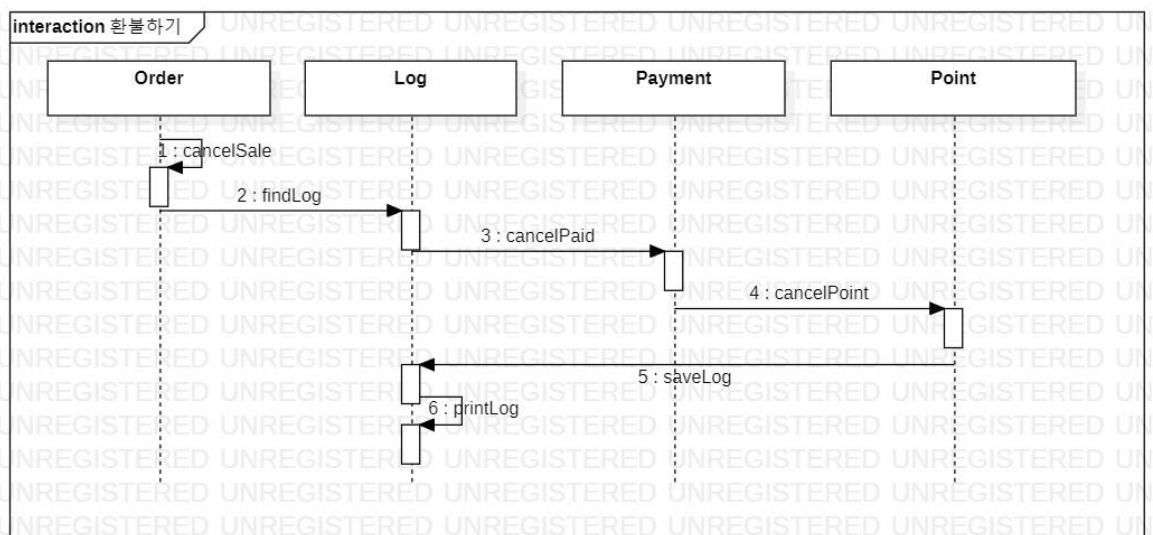 interaction 환불하기
Order
Log
Payment
Point
1 : cancelSale
2 : findLog
3 : cancelPaid
4 : cancelPoint
5 : saveLog
6 : printLog
UNREGISTERED